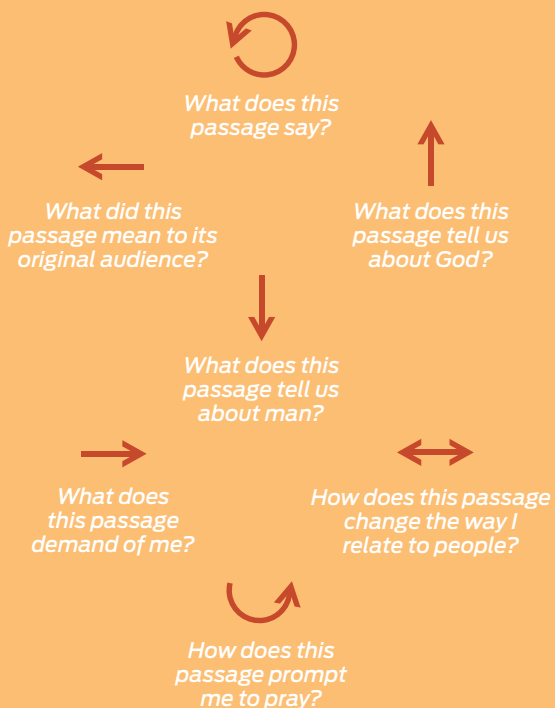 What does this
passage say?
What did this
passage mean to its
original audience?
What does this
passage tell us
about God?
What does this
passage tell us
about man?
What does
this passage
demand of me?
How does this passage
change the way I
relate to people?
How does this
passage prompt
me to pray?